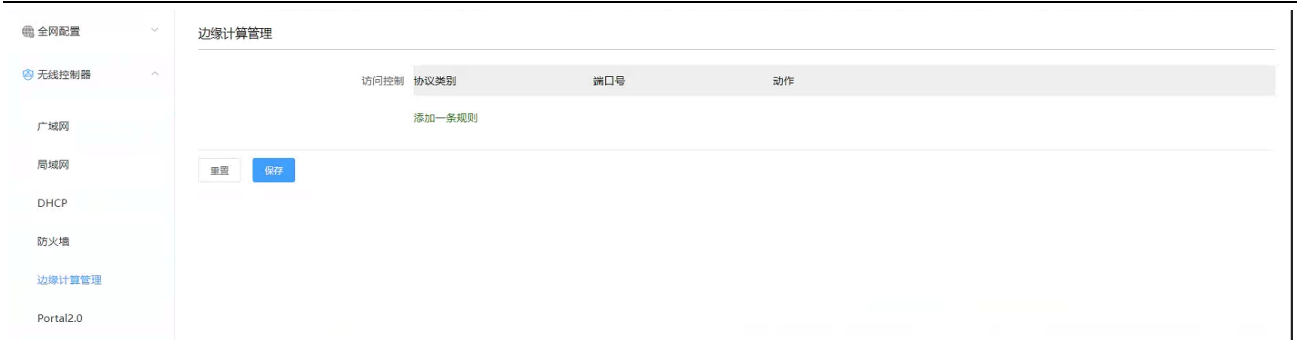 全网配置
无线控制器
广域网
局域网
DHCP
防火墙
边缘计算管理
Portal2.0
边缘计算管理
访问控制 协议类别 端口号 动作
添加一条规则
重置 保存